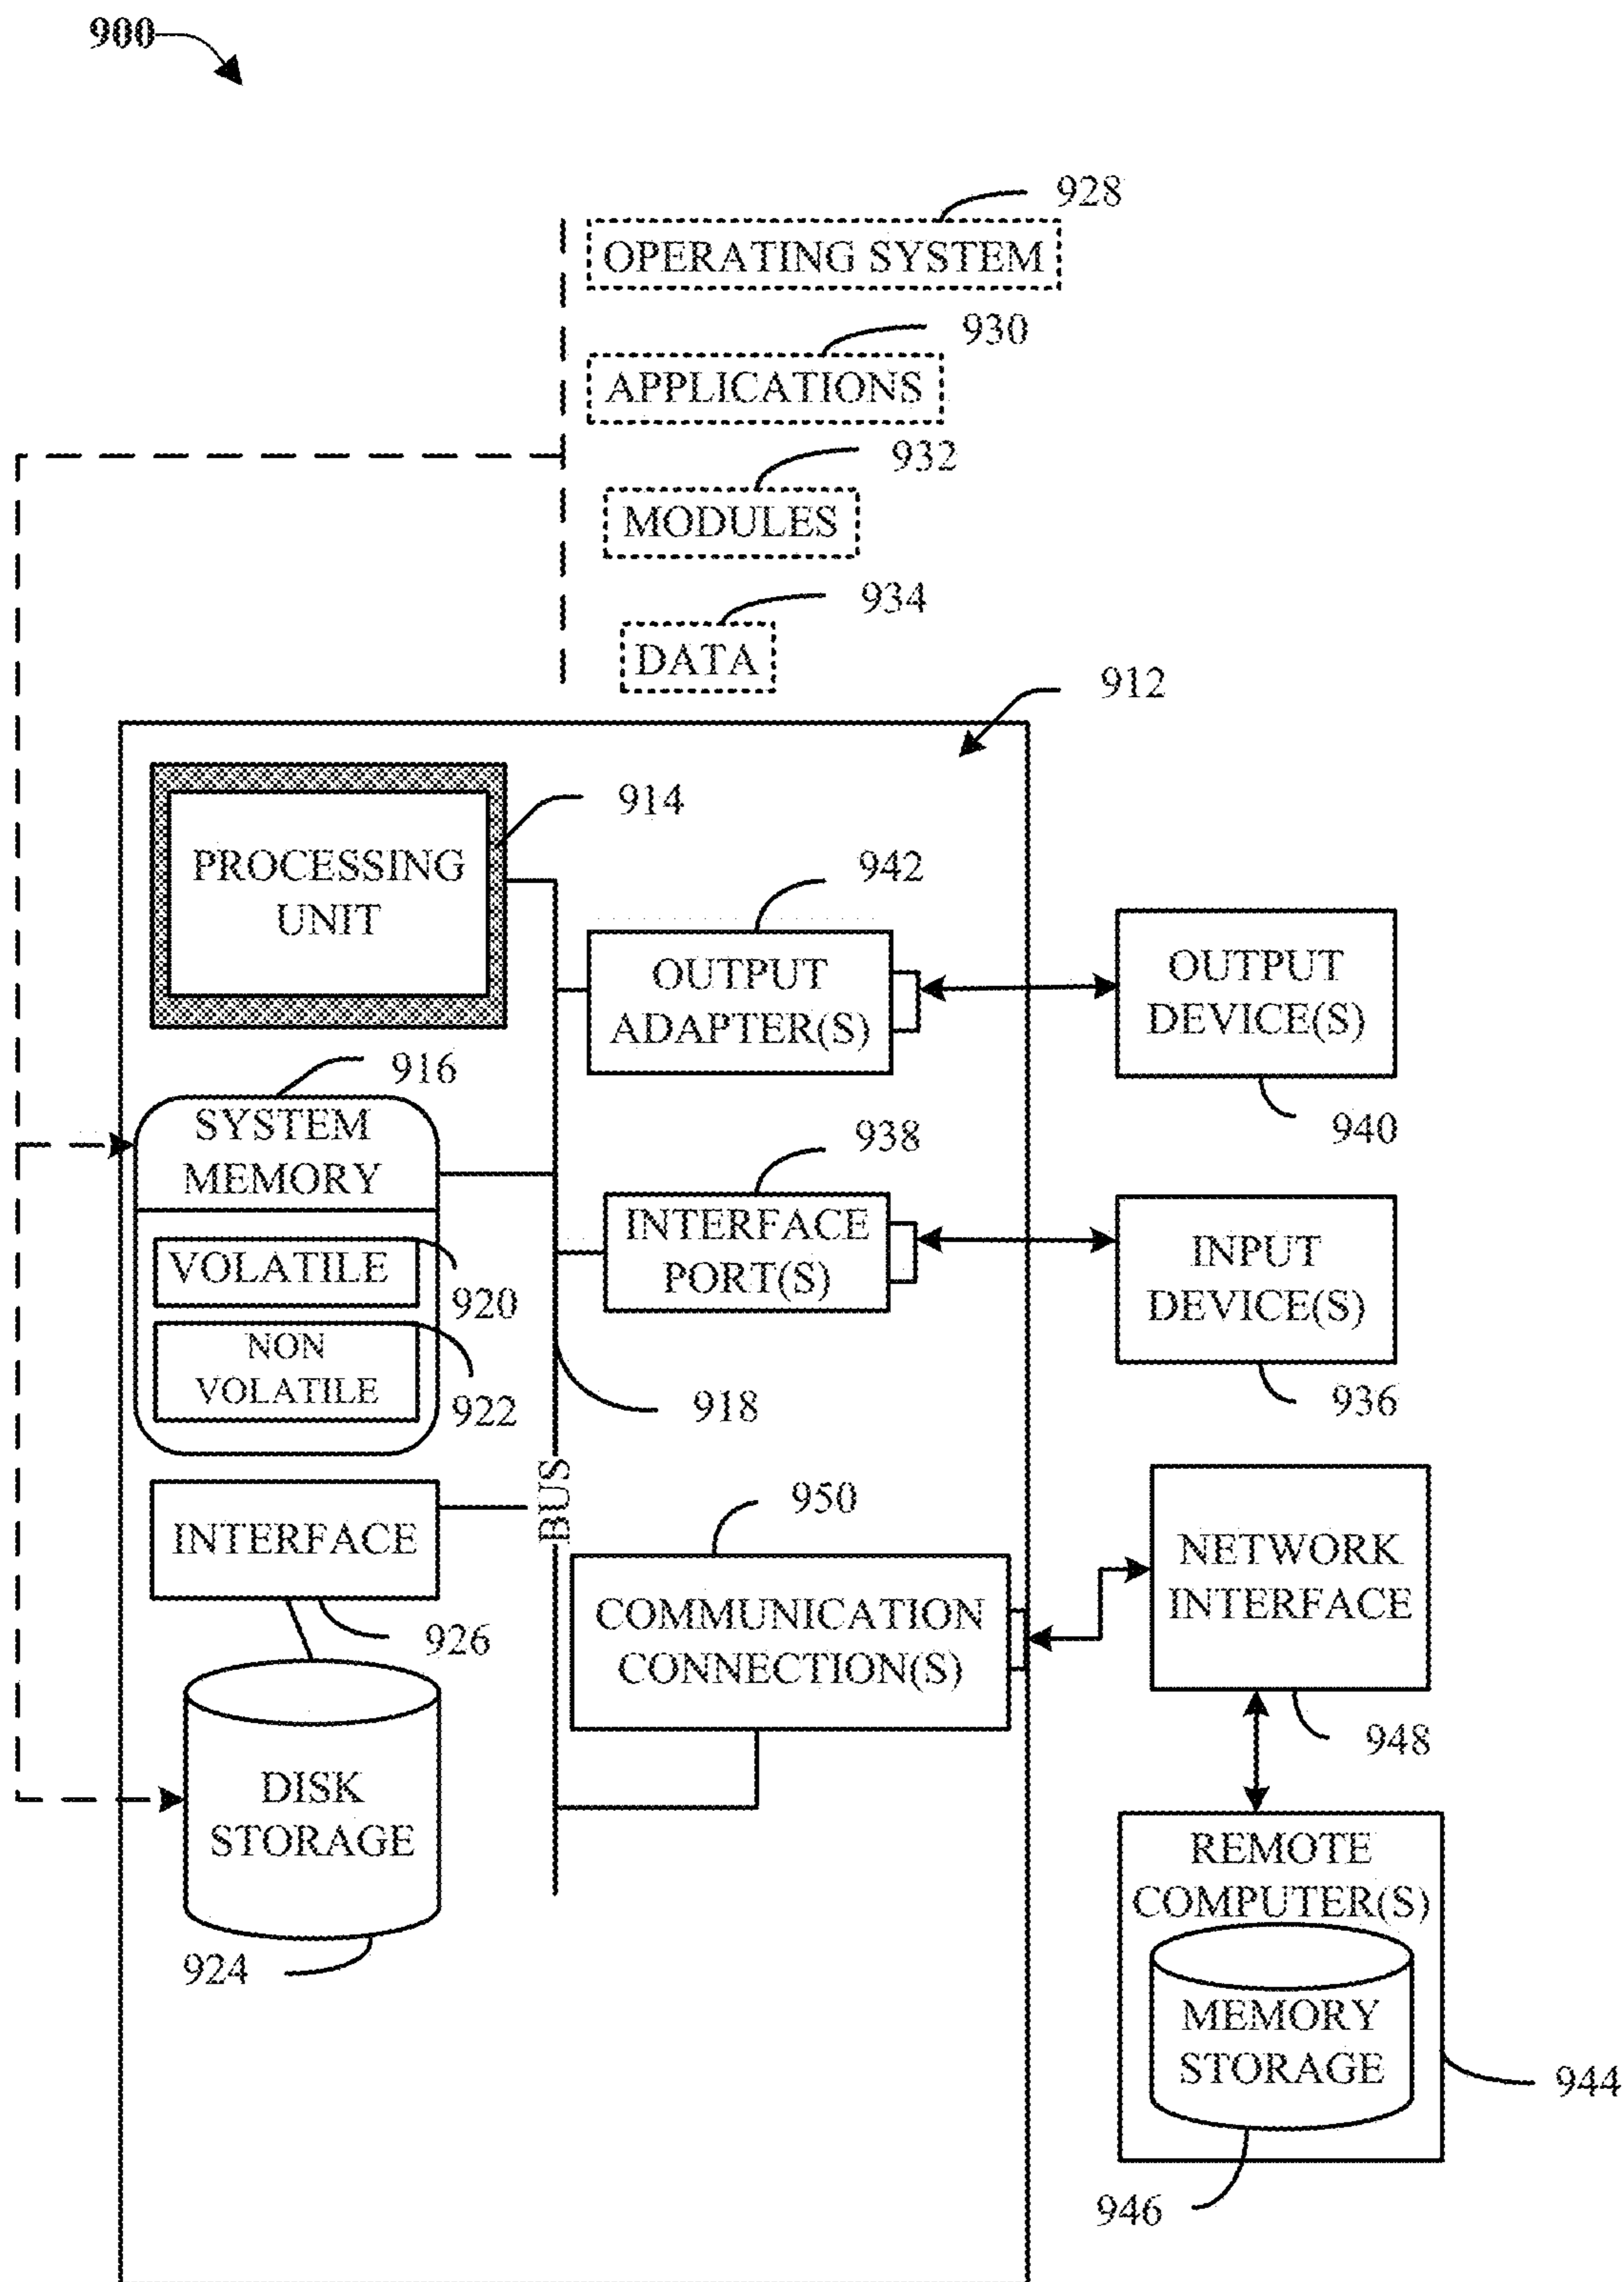 900
928
OPERATING SYSTEM
930
APPLICATIONS
932
MODULES
934
DATA
912
914
PROCESSING
UNIT
942
OUTPUT
ADAPTER(S)
OUTPUT
DEVICE(S)
940
916
SYSTEM
MEMORY
938
INTERFACE
PORT(S)
INPUT
DEVICE(S)
936
VOLATILE
920
NON
VOLATILE
922
918
BUS
INTERFACE
926
950
COMMUNICATION
CONNECTION(S)
NETWORK
INTERFACE
948
DISK
STORAGE
924
REMOTE
COMPUTER(S)
MEMORY
STORAGE
944
946